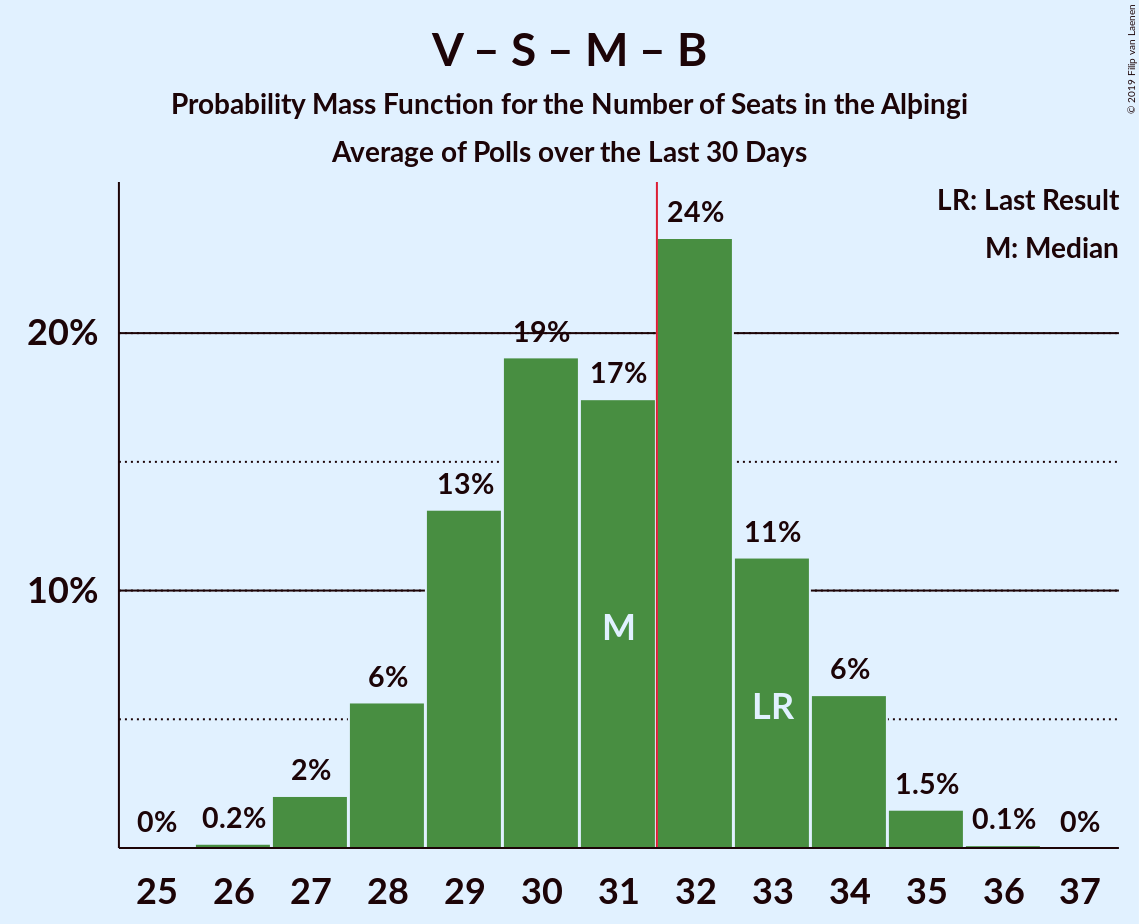 V – S – M – B
Probability Mass Function for the Number of Seats in the Alþingi
Average of Polls over the Last 30 Days
© 2019 Filip van Laenen
LR: Last Result
M: Median
20%
10%
0%
0.2%
2%
6%
13%
19%
17%
24%
11%
6%
1.5%
0.1%
0%
M
LR
25 26 27 28 29 30 31 32 33 34 35 36 37